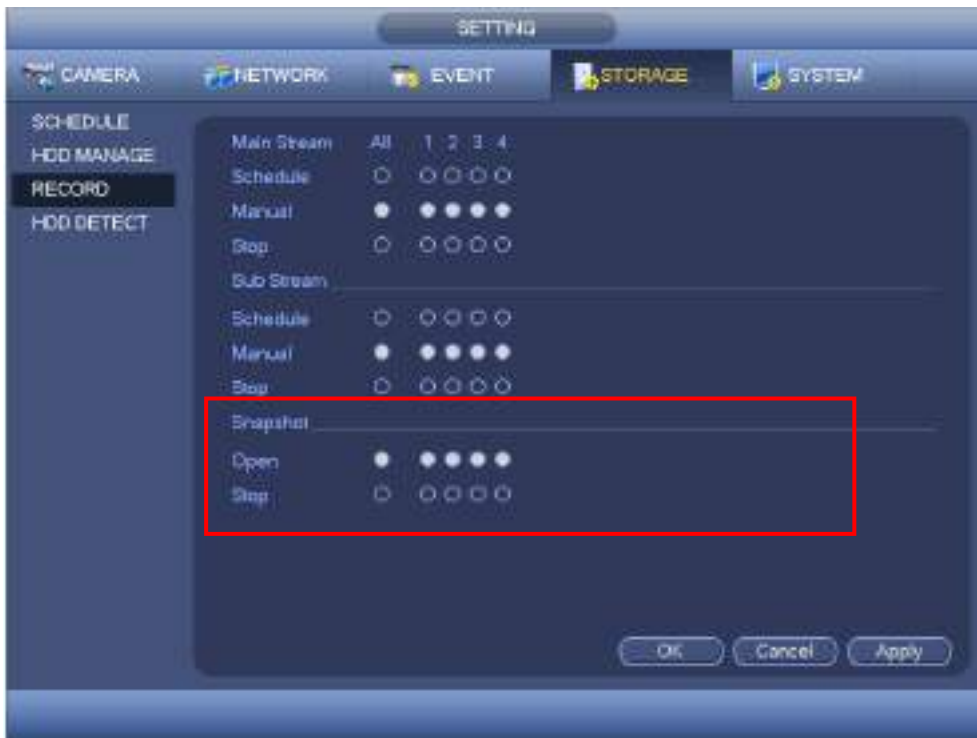 SETTING
CAMERA NETWORK EVENT STORAGE SYSTEM
SCHEDULE
HDD MANAGE
RECORD
HDD DETECT
Main Stream All 1 2 3 4
Schedule
Manual
Stop
Sub Stream
Schedule
Manual
Stop
Snapshot
Open
Stop
OK Cancel Apply